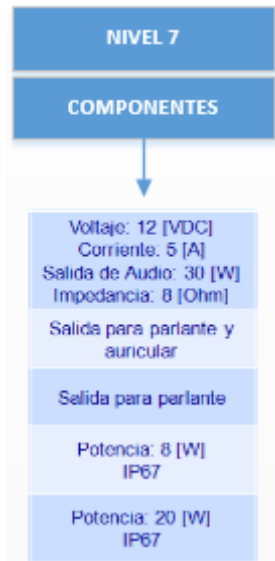 NIVEL 7
COMPONENTES
Voltaje: 12 [VDC]
Corriente: 5 [A]
Salida de Audio: 30 [W]
Impedancia: 8 [Ohm]
Salida para parlante y
auricular
Salida para parlante
Potencia: 8 [W]
IP67
Potencia: 20 [W]
IP67